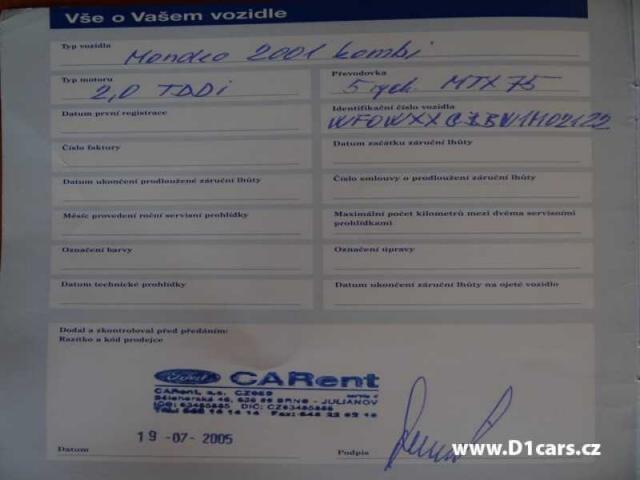 Vše o Vašem vozidle
Typ vozidla
Mondeo 2001 kombi
Typ motoru
2,0 TDDi
Převodovka
5 rych. MTX 75
Datum první registrace
Identifikační číslo vozidla
Číslo faktury
Datum začátku záruční lhůty
Datum ukončení prodloužené záruční lhůty
Číslo smlouvy o prodloužení záruční lhůty
Měsíc provedení roční servisní prohlídky
Maximální počet kilometrů mezi dvěma servisními prohlídkami
Označení barvy
Označení úpravy
Datum technické prohlídky
Datum ukončení záruční lhůty na ojeté vozidlo
Dodal a zkontroloval před předáním:
Razítko a kód prodejce
Ford CARent
CARent, a.s.
BRNO - JULIANOV
19-07-2005
Datum
Podpis
www.D1cars.cz